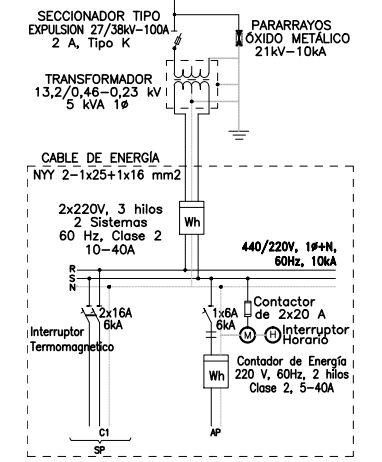 SECCIONADOR TIPO
EXPULSION 27/38kV-100A
2 A, Tipo K
PARARRAYOS
ÓXIDO METÁLICO
21kV-10kA
TRANSFORMADOR
13,2/0,46-0,23 kV
5 kVA 1Ø
CABLE DE ENERGÍA
NYY 2-1x25+1x16 mm2
2x220V, 3 hilos
2 Sistemas
60 Hz, Clase 2
10-40A
Wh
440/220V, 1Ø+N,
60Hz, 10kA
R
S
N
2x16A
6kA
Interruptor
Termomagnetico
1x6A
6kA
Contactor
de 2x20 A
M
H
Interruptor
Horario
Wh
Contador de Energía
220 V, 60Hz, 2 hilos
Clase 2, 5-40A
C1
SP
AP